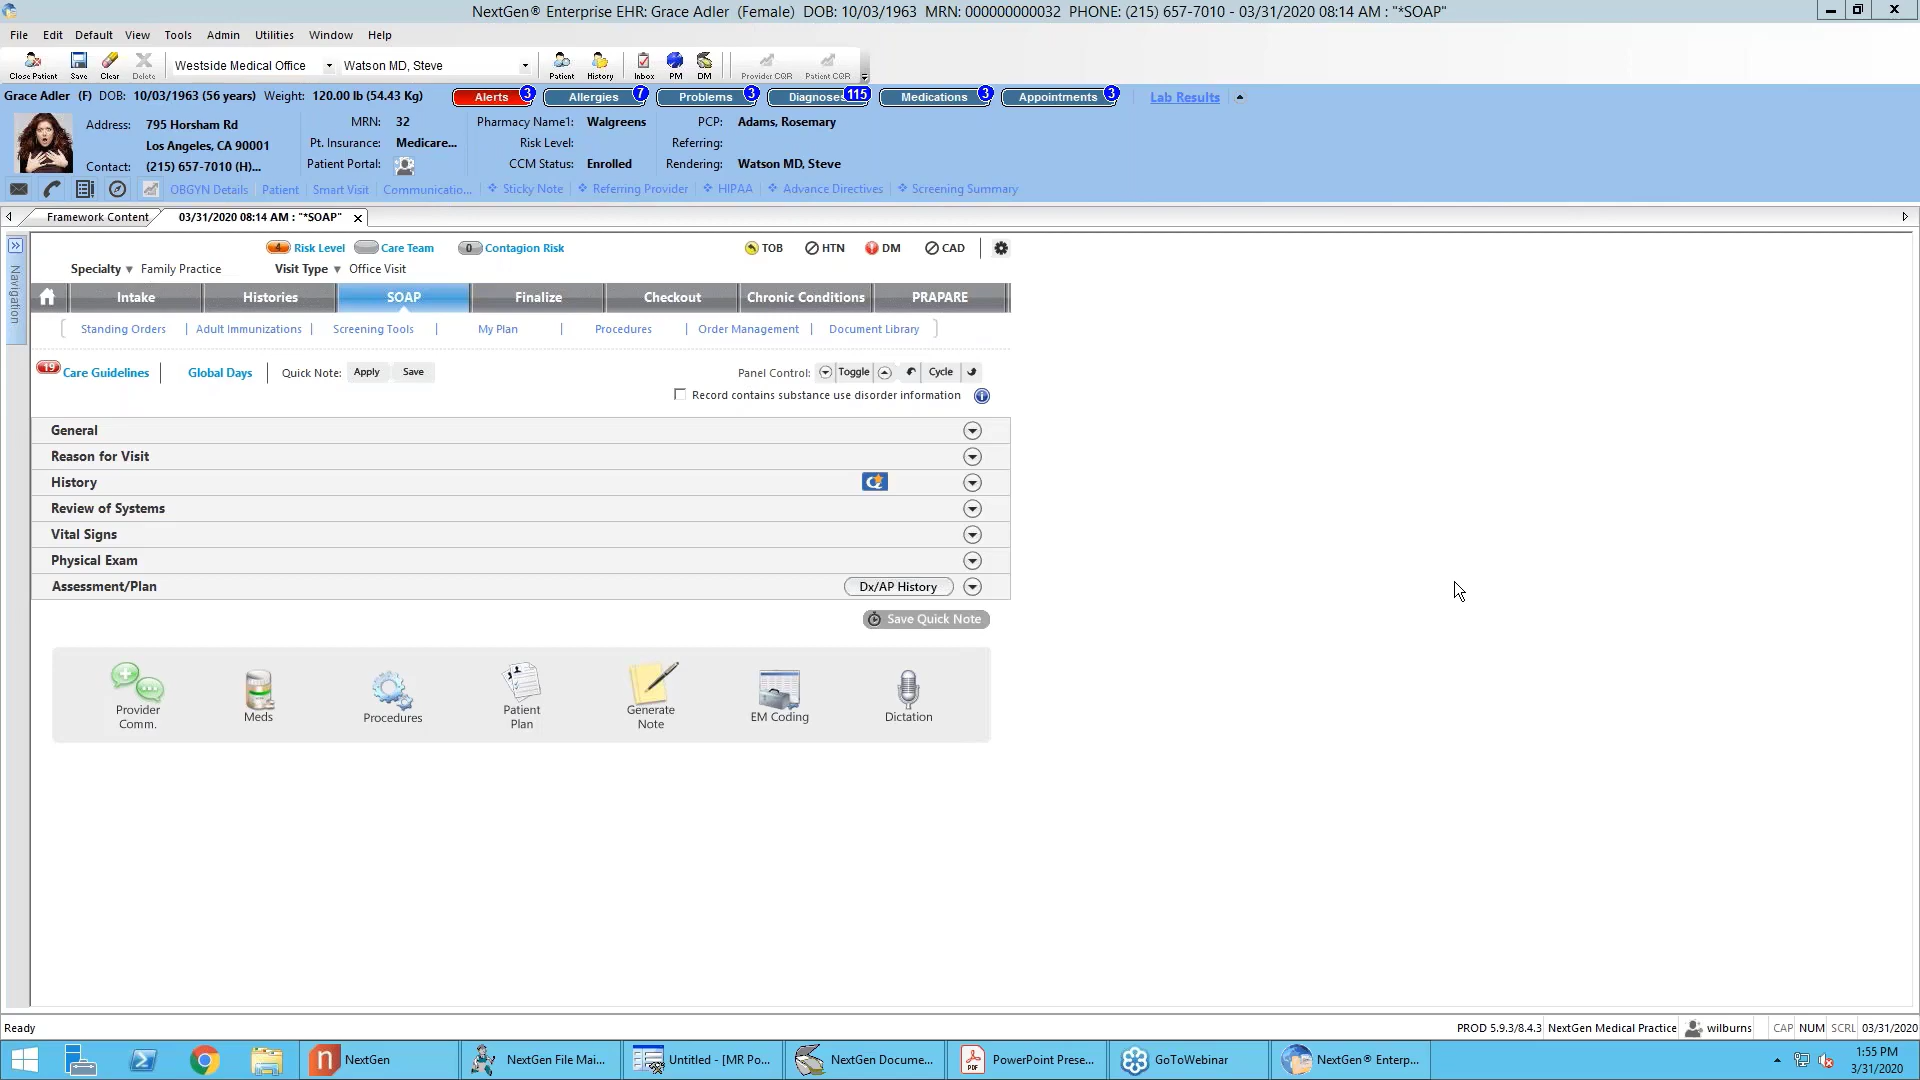 NextGen® Enterprise EHR: Grace Adler (Female) DOB: 10/03/1963 MRN: 000000000032 PHONE: (215) 657-7010 - 03/31/2020 08:14 AM : "*SOAP"
File Edit Default View Tools Admin Utilities Window Help
Close Patient Save Clear Delete Westside Medical Office Watson MD, Steve Patient History Inbox PM DM Provider CQR Patient CQR
Grace Adler (F) DOB: 10/03/1963 (56 years) Weight: 120.00 lb (54.43 Kg) Alerts 3 Allergies 7 Problems 3 Diagnoses 115 Medications 3 Appointments 3 Lab Results
Address: 795 Horsham Rd MRN: 32 Pharmacy Name1: Walgreens PCP: Adams, Rosemary
Los Angeles, CA 90001 Pt. Insurance: Medicare... Risk Level: Referring:
Contact: (215) 657-7010 (H)... Patient Portal: CCM Status: Enrolled Rendering: Watson MD, Steve
OBGYN Details Patient Smart Visit Communicatio... Sticky Note Referring Provider HIPAA Advance Directives Screening Summary
Framework Content 03/31/2020 08:14 AM : "*SOAP"
Navigation
4 Risk Level Care Team 0 Contagion Risk TOB HTN DM CAD
Specialty Family Practice Visit Type Office Visit
Intake Histories SOAP Finalize Checkout Chronic Conditions PRAPARE
Standing Orders | Adult Immunizations | Screening Tools | My Plan | Procedures | Order Management | Document Library
19 Care Guidelines Global Days Quick Note: Apply Save Panel Control: Toggle Cycle
Record contains substance use disorder information
General
Reason for Visit
History
Review of Systems
Vital Signs
Physical Exam
Assessment/Plan Dx/AP History
Save Quick Note
Provider Comm. Meds Procedures Patient Plan Generate Note EM Coding Dictation
Ready PROD 5.9.3/8.4.3 NextGen Medical Practice wilburns CAP NUM SCRL 03/31/2020
NextGen NextGen File Mai... Untitled - [MR Po... NextGen Docume... PowerPoint Prese... GoToWebinar NextGen® Enterp... 1:55 PM
3/31/2020